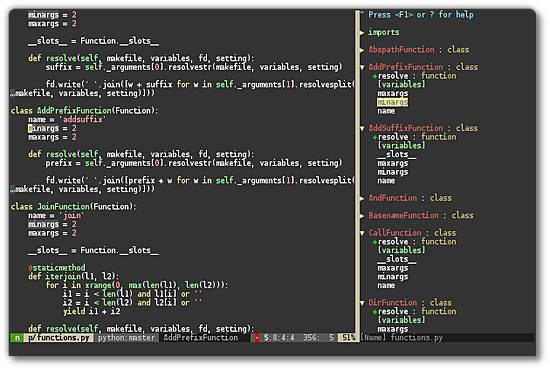 minargs = 2
maxargs = 2
__slots__ = Function.__slots__
def resolve(self, makefile, variables, fd, setting):
suffix = self._arguments[0].resolvestr(makefile, variables, setting)
fd.write(' '.join([w + suffix for w in self._arguments[1].resolvesplit(
…makefile, variables, setting)]))
class AddPrefixFunction(Function):
name = 'addsuffix'
minargs = 2
maxargs = 2
def resolve(self, makefile, variables, fd, setting):
prefix = self._arguments[0].resolvestr(makefile, variables, setting)
fd.write(' '.join([prefix + w for w in self._arguments[1].resolvesplit(
…makefile, variables, setting)]))
class JoinFunction(Function):
name = 'join'
minargs = 2
maxargs = 2
__slots__ = Function.__slots__
@staticmethod
def iterjoin(l1, l2):
for i in xrange(0, max(len(l1), len(l2))):
i1 = i < len(l1) and l1[i] or ''
i2 = i < len(l2) and l2[i] or ''
yield i1 + i2
def resolve(self, makefile, variables, fd, setting):
n p/functions.py python:master AddPrefixFunction S:8:4:4 356: 5 51%
" Press <F1> or ? for help
▶ imports
▶ AbspathFunction : class
▼ AddPrefixFunction : class
+resolve : function
[variables]
maxargs
minargs
name
▼ AddSuffixFunction : class
+resolve : function
[variables]
__slots__
maxargs
minargs
name
▶ AndFunction : class
▶ BasenameFunction : class
▼ CallFunction : class
+resolve : function
[variables]
__slots__
maxargs
minargs
name
▼ DirFunction : class
+resolve : function
[variables]
maxargs
minargs
[Name] functions.py